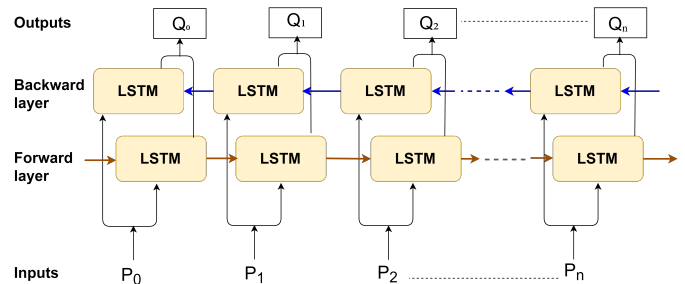 Outputs Q₀ Q₁ Q₂ Qₙ
Backward layer
LSTM LSTM LSTM LSTM
Forward layer
LSTM LSTM LSTM LSTM
Inputs P₀ P₁ P₂ Pₙ